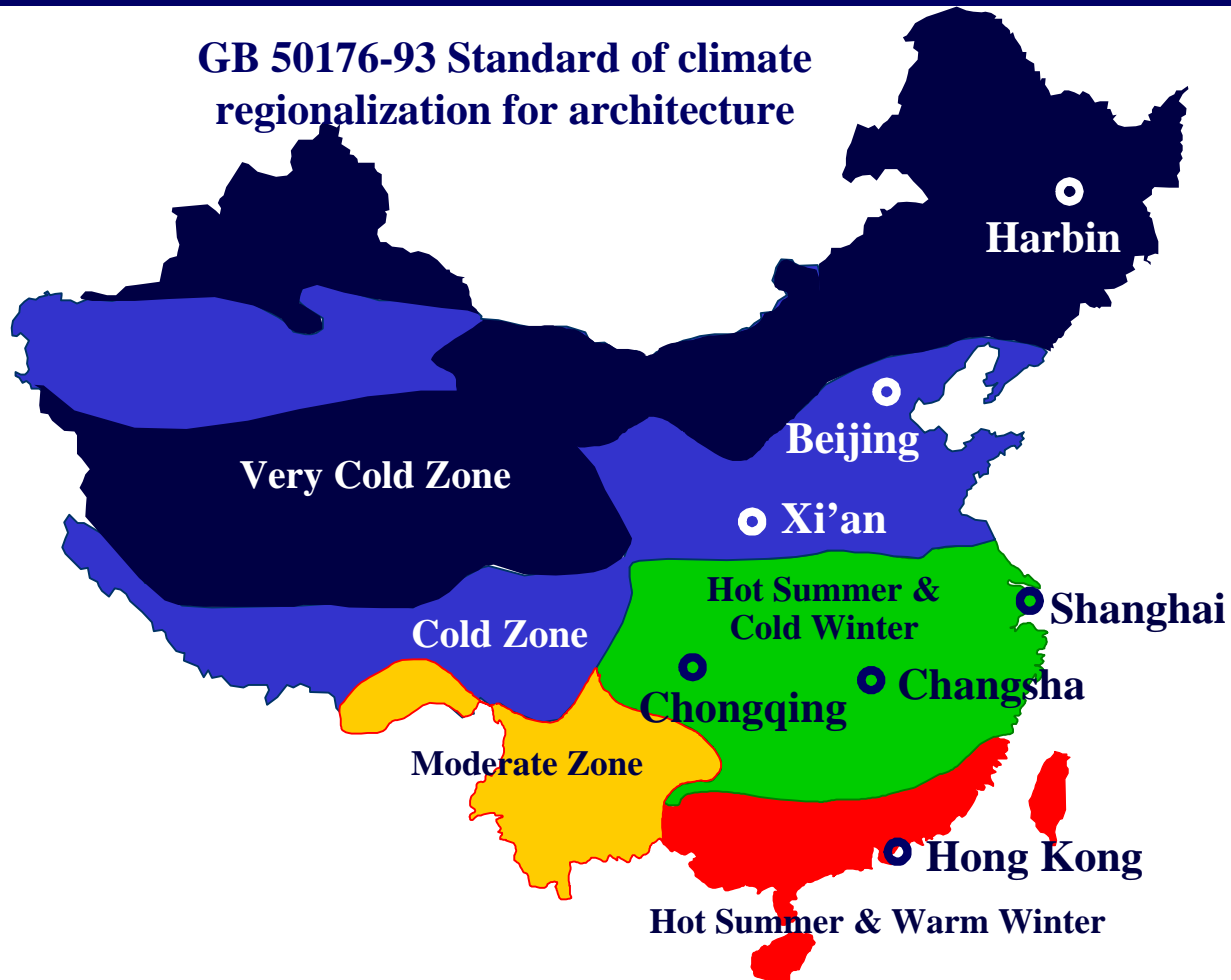 GB 50176-93 Standard of climate
regionalization for architecture
Harbin
Beijing
Very Cold Zone
Xi’an
Hot Summer &
Cold Winter
Shanghai
Cold Zone
Chongqing
Changsha
Moderate Zone
Hong Kong
Hot Summer & Warm Winter